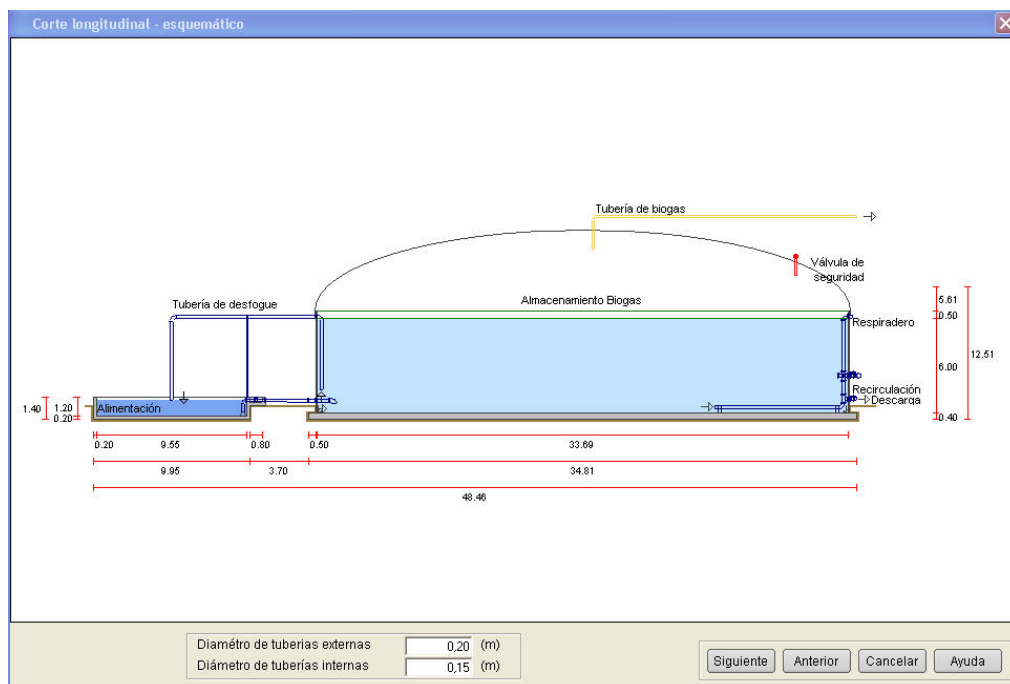 Corte longitudinal - esquemático
Tubería de biogas
Válvula de
seguridad
Tubería de desfogue
Almacenamiento Biogas
5.61
0.50
Respiradero
12.51
6.00
Recirculación
Descarga
1.40
1.20
Alimentación
0.20
0.40
0.20
9.55
0.80
0.50
33.69
9.95
3.70
34.81
48.46
Diamétro de tuberias externas
0,20
(m)
Diámetro de tuberías internas
0,15
(m)
Siguiente
Anterior
Cancelar
Ayuda